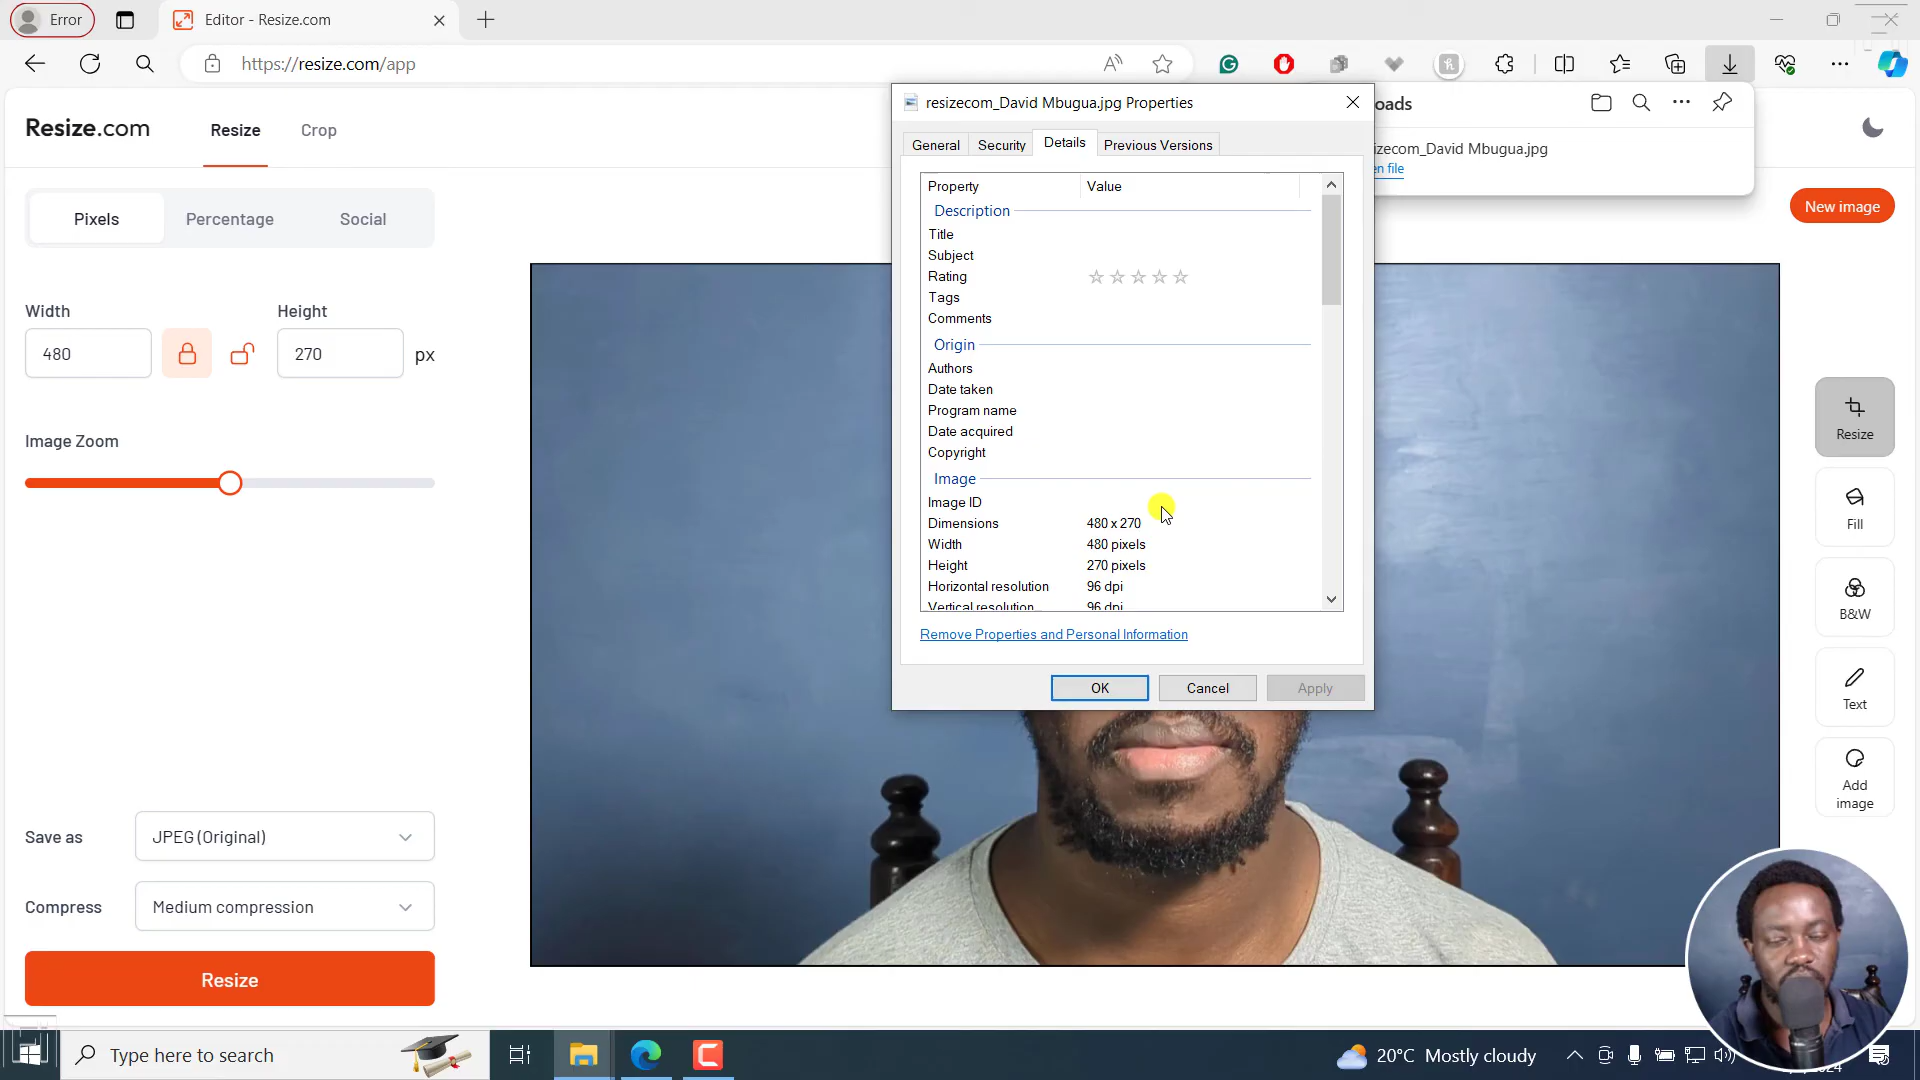 Error
Editor - Resize.com
https://resize.com/app
Resize.com
Resize
Crop
Pixels
Percentage
Social
Width
Height
480
270
px
Image Zoom
Save as
JPEG (Original)
Compress
Medium compression
Resize
resizecom_David Mbugua.jpg Properties
General
Security
Details
Previous Versions
Property
Value
Description
Title
Subject
Rating
Tags
Comments
Origin
Authors
Date taken
Program name
Date acquired
Copyright
Image
Image ID
Dimensions 480 x 270
Width 480 pixels
Height 270 pixels
Horizontal resolution 96 dpi
Vertical resolution 96 dpi
Remove Properties and Personal Information
OK
Cancel
Apply
oads
izecom_David Mbugua.jpg
en file
New image
Resize
Fill
B&W
Text
Add
image
Type here to search
20°C Mostly cloudy